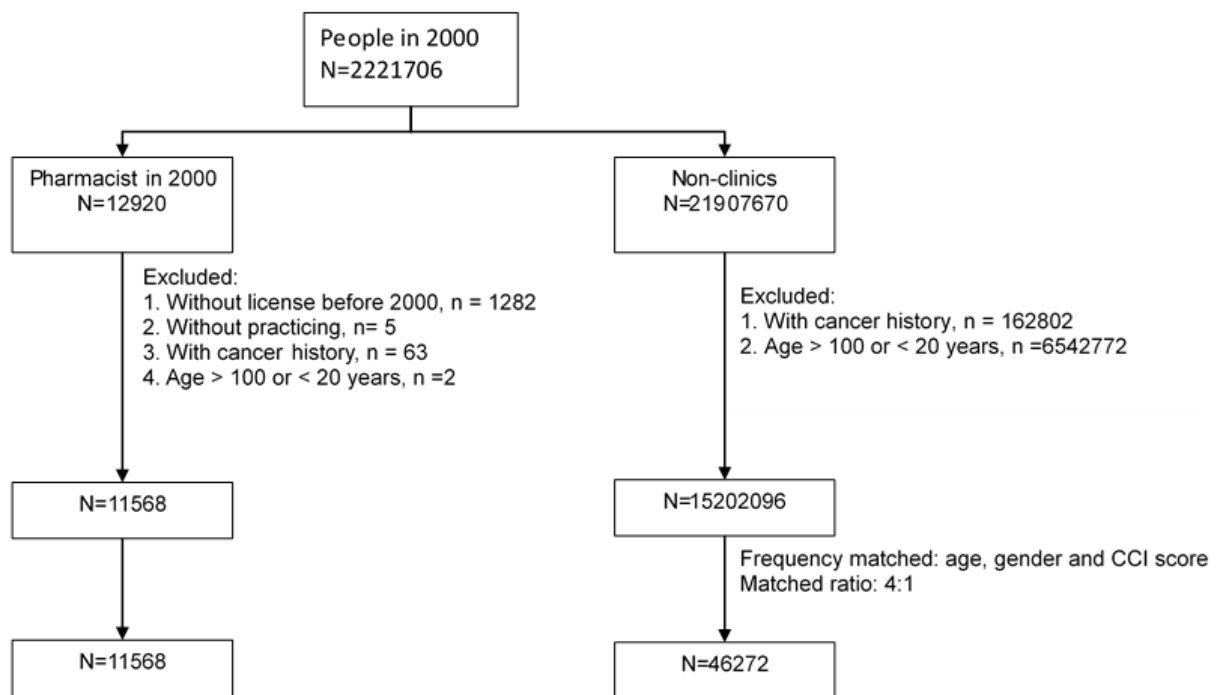 People in 2000
N=2221706
Pharmacist in 2000
N=12920
Non-clinics
N=21907670
Excluded:
1. Without license before 2000, n = 1282
2. Without practicing, n= 5
3. With cancer history, n = 63
4. Age > 100 or < 20 years, n =2
Excluded:
1. With cancer history, n = 162802
2. Age > 100 or < 20 years, n =6542772
N=11568
N=15202096
Frequency matched: age, gender and CCI score
Matched ratio: 4:1
N=11568
N=46272